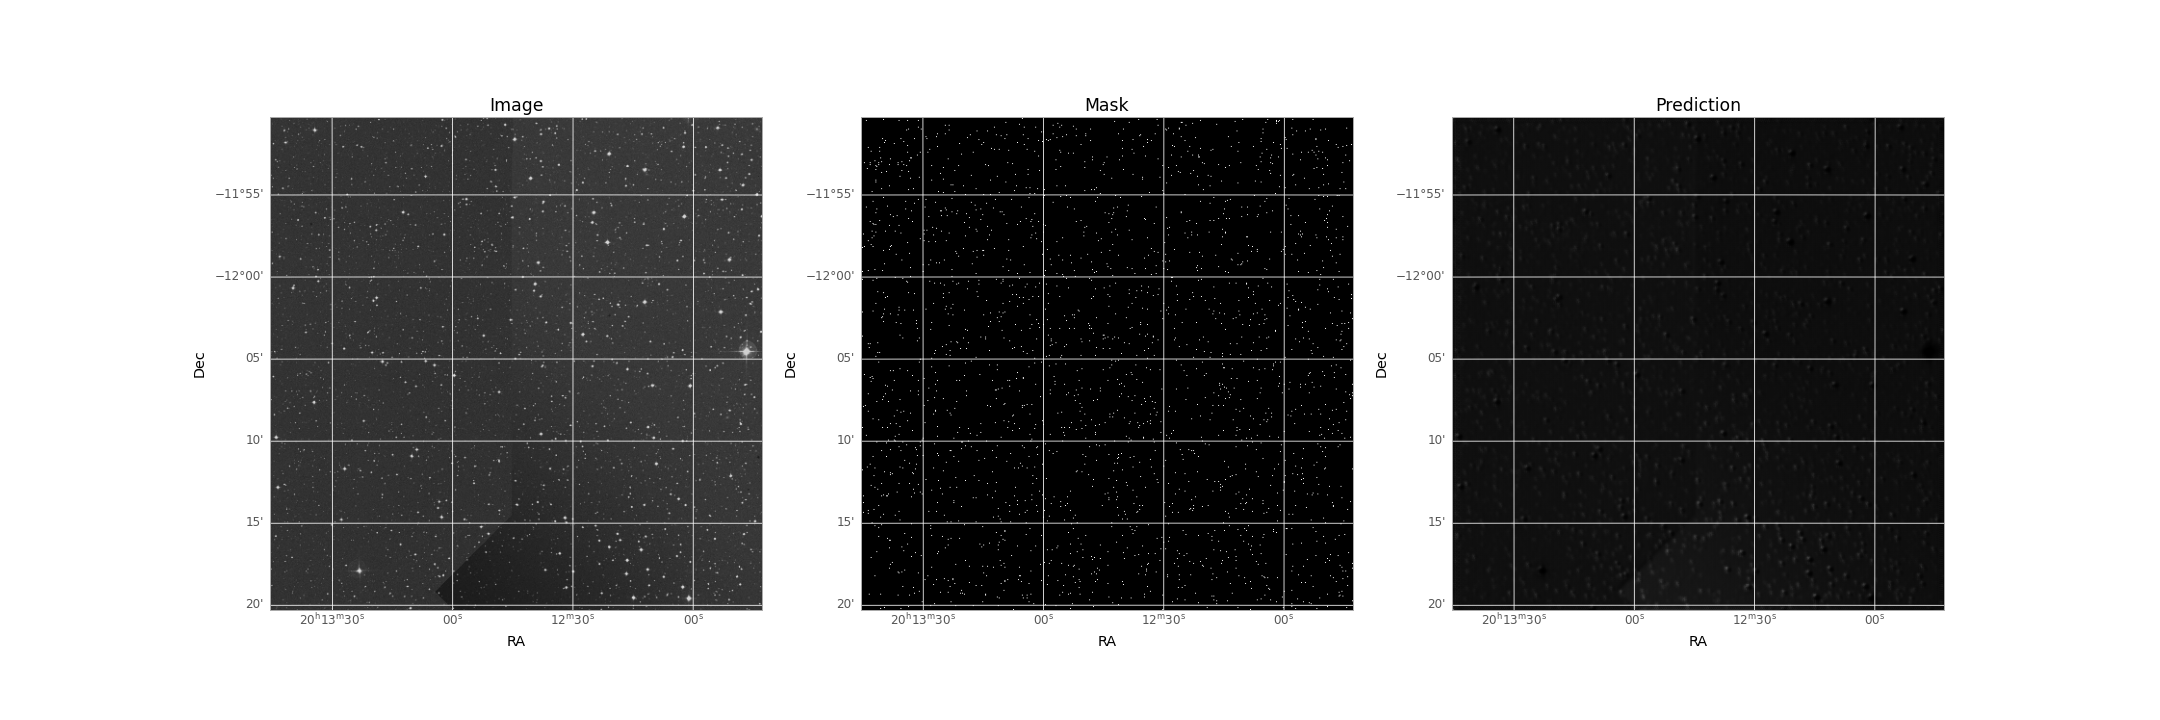 Image
Mask
Prediction
−11°55'
−12°00'
05'
10'
15'
20'
Dec
20ʰ13ᵐ30ˢ
00ˢ
12ᵐ30ˢ
00ˢ
RA
−11°55'
−12°00'
05'
10'
15'
20'
Dec
20ʰ13ᵐ30ˢ
00ˢ
12ᵐ30ˢ
00ˢ
RA
−11°55'
−12°00'
05'
10'
15'
20'
Dec
20ʰ13ᵐ30ˢ
00ˢ
12ᵐ30ˢ
00ˢ
RA